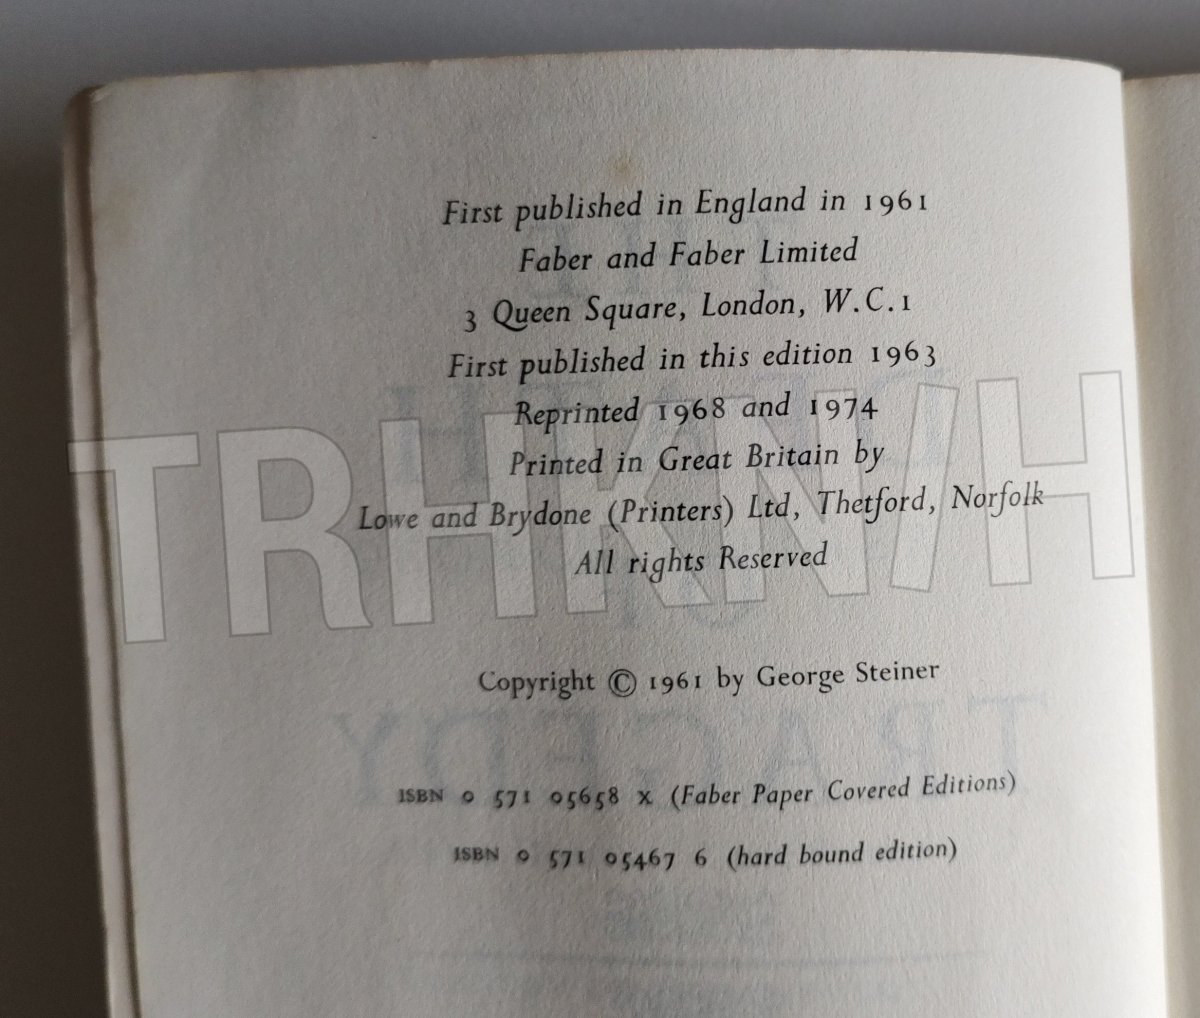 First published in England in 1961
Faber and Faber Limited
3 Queen Square, London, W.C.1
First published in this edition 1963
Reprinted 1968 and 1974
Printed in Great Britain by
Lowe and Brydone (Printers) Ltd, Thetford, Norfolk
All rights Reserved
TRHKN/H
Copyright © 1961 by George Steiner
TRAGEDY
ISBN 0 571 05658 X (Faber Paper Covered Editions)
ISBN 0 571 05467 6 (hard bound edition)